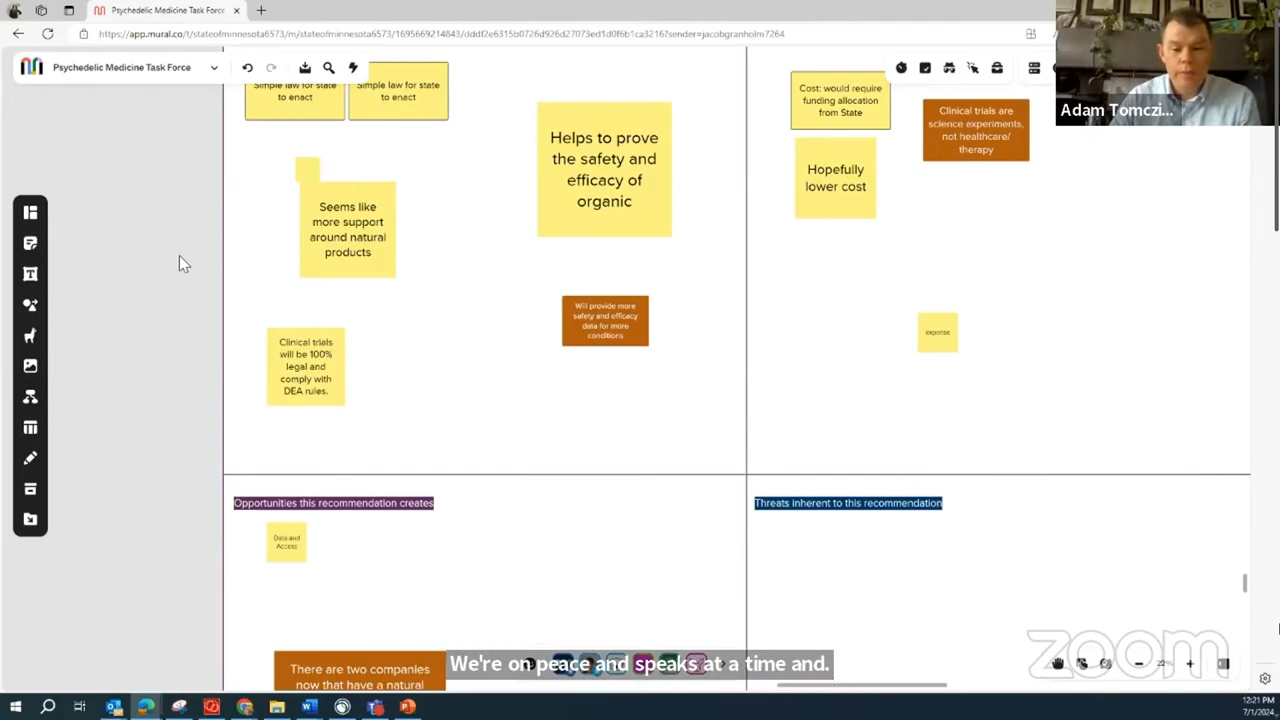 Psychedelic Medicine Task Force
https://app.mural.co/t/stateofminnesota6573/m/stateofminnesota6573/1695669214843/dddf2e6315b0726d926d27073ed1d0f6b1ca3216?sender=jacobgranholm7264
Psychedelic Medicine Task Force
Simple law for state
to enact
Simple law for state
to enact
Helps to prove
the safety and
efficacy of
organic
Seems like
more support
around natural
products
Will provide more
safety and efficacy
data for more
conditions
Clinical trials
will be 100%
legal and
comply with
DEA rules.
Cost: would require
funding allocation
from State
Clinical trials are
science experiments,
not healthcare/
therapy
Hopefully
lower cost
expense
Adam Tomczi...
Opportunities this recommendation creates
Data and
Access
There are two companies
now that have a natural
Threats inherent to this recommendation
We're on peace and speaks at a time and.
zoom
12:21 PM
7/1/2024